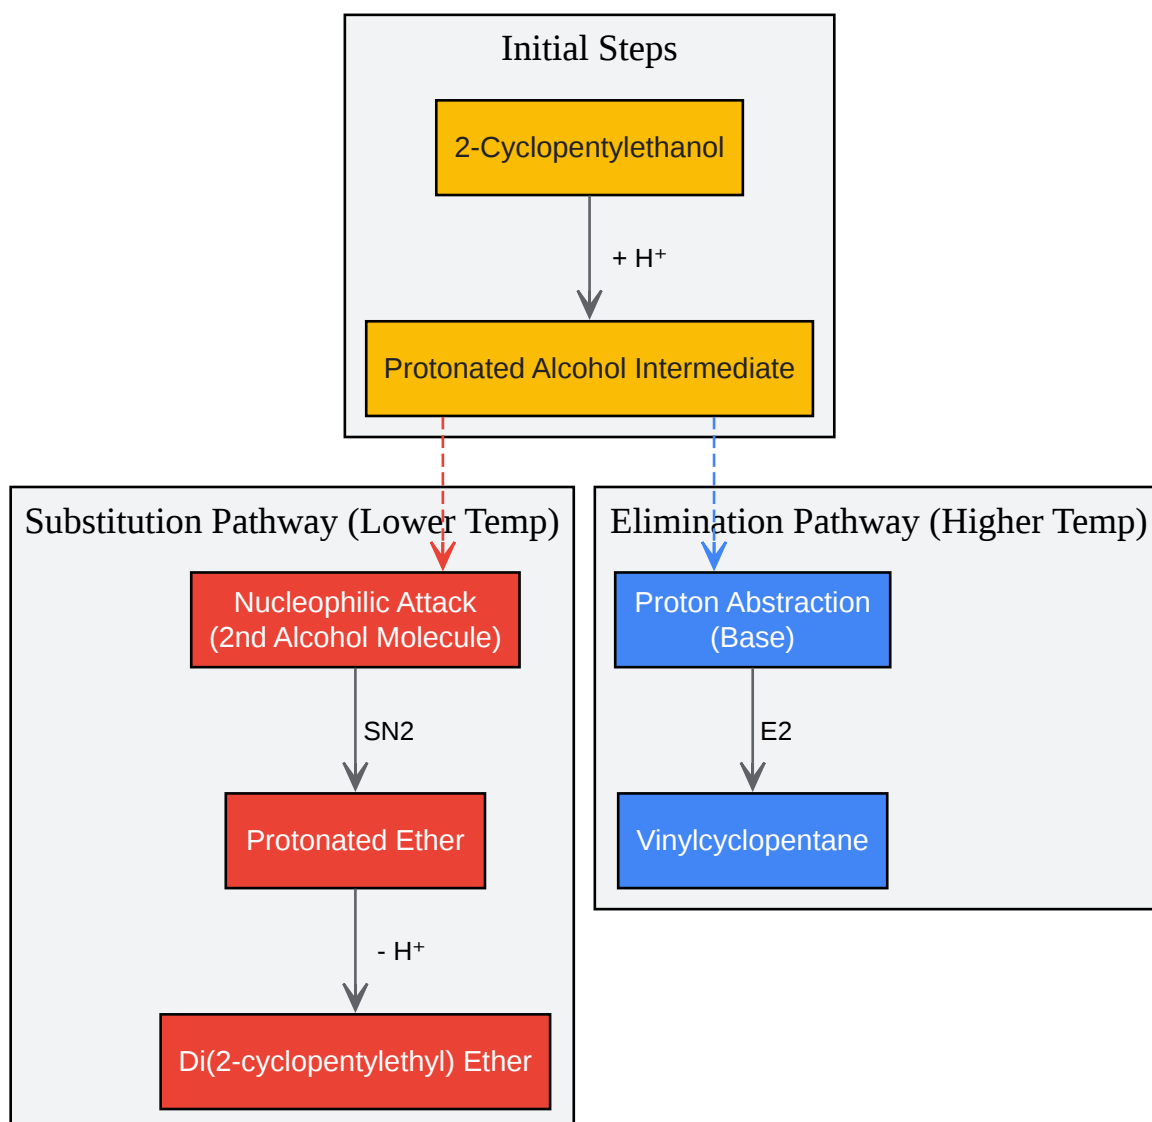 Initial Steps
2-Cyclopentylethanol
+ H⁺
Protonated Alcohol Intermediate
Substitution Pathway (Lower Temp)
Nucleophilic Attack
(2nd Alcohol Molecule)
SN2
Protonated Ether
- H⁺
Di(2-cyclopentylethyl) Ether
Elimination Pathway (Higher Temp)
Proton Abstraction
(Base)
E2
Vinylcyclopentane